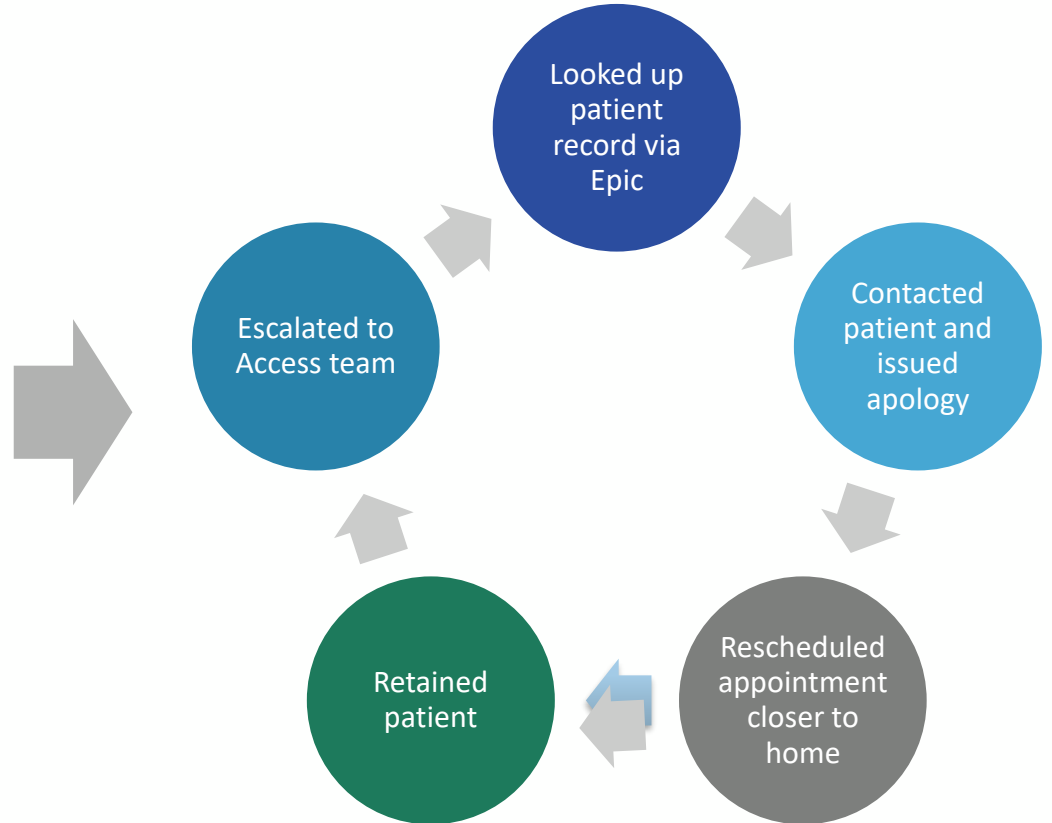 Looked up
patient
record via
Epic
Contacted
patient and
issued
apology
Rescheduled
appointment
closer to
home
Retained
patient
Escalated to
Access team